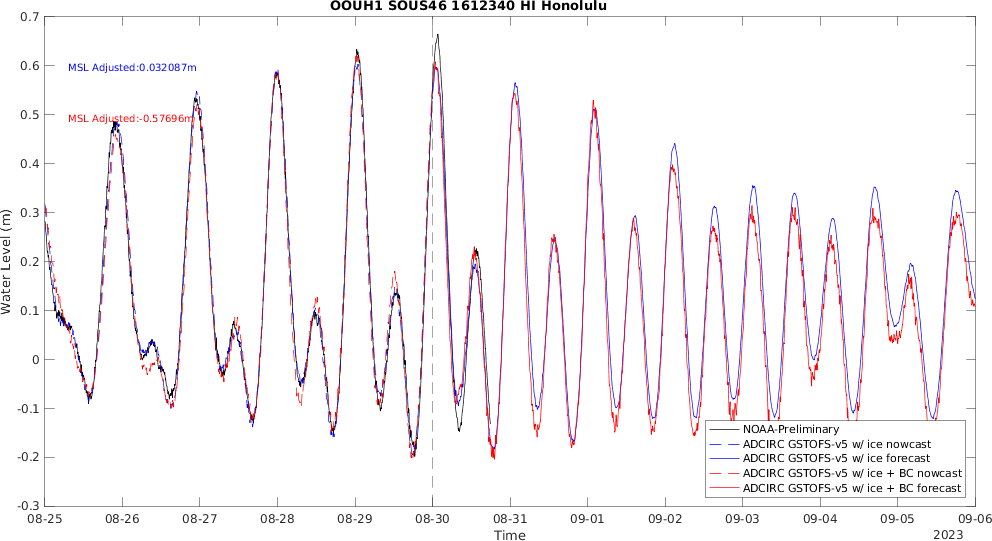 OOUH1 SOUS46 1612340 HI Honolulu
0.7
0.6
0.5
0.4
0.3
0.2
0.1
0
-0.1
-0.2
-0.3
Water Level (m)
MSL Adjusted:0.032087m
MSL Adjusted:-0.57696m
NOAA-Preliminary
ADCIRC GSTOFS-v5 w/ ice nowcast
ADCIRC GSTOFS-v5 w/ ice forecast
ADCIRC GSTOFS-v5 w/ ice + BC nowcast
ADCIRC GSTOFS-v5 w/ ice + BC forecast
08-25 08-26 08-27 08-28 08-29 08-30 08-31 09-01 09-02 09-03 09-04 09-05 09-06
Time
2023